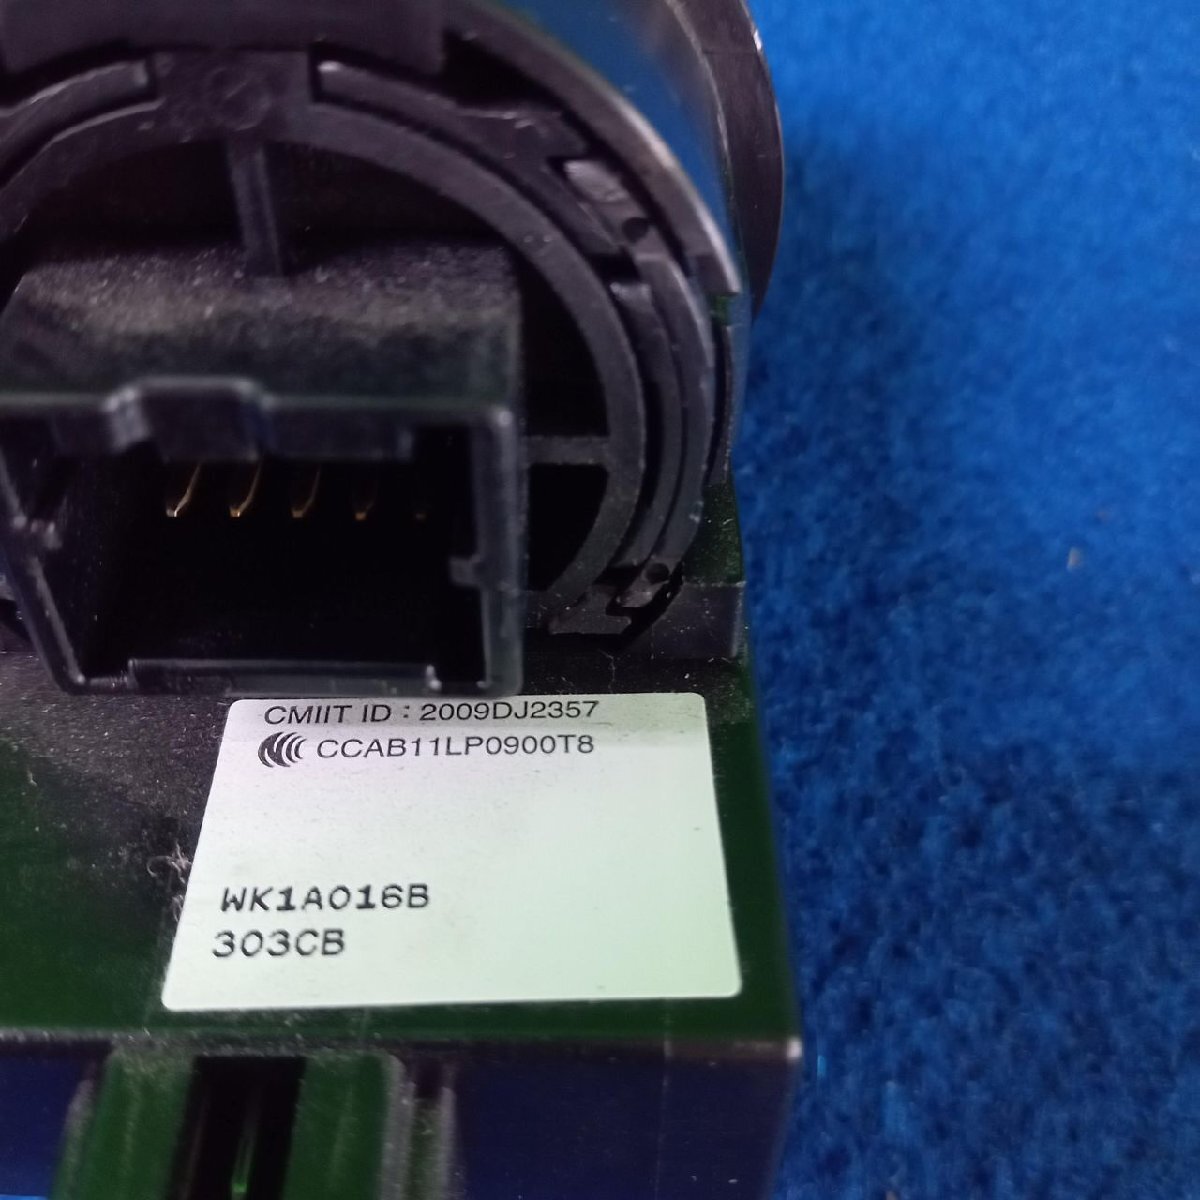 CMIIT ID : 2009DJ2357
CCAB11LP0900T8
WK1A016B
303CB